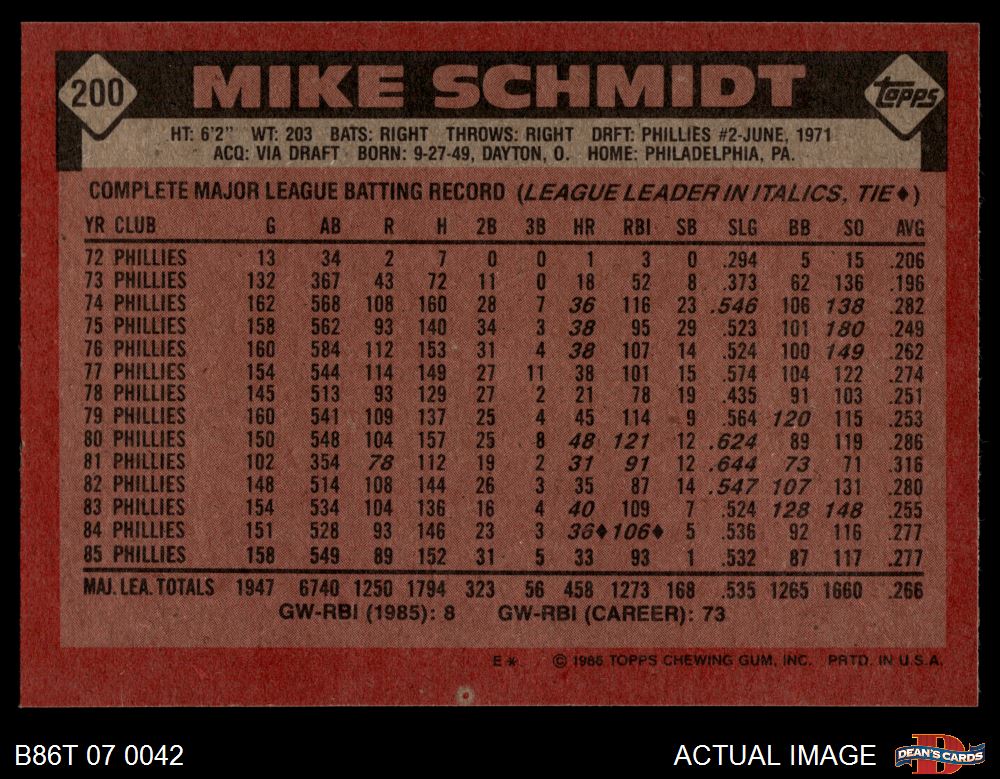 200 MIKE SCHMIDT Topps
HT: 6'2" WT: 203 BATS: RIGHT THROWS: RIGHT DRFT: PHILLIES #2-JUNE, 1971
ACQ: VIA DRAFT BORN: 9-27-49, DAYTON, O. HOME: PHILADELPHIA, PA.
COMPLETE MAJOR LEAGUE BATTING RECORD (LEAGUE LEADER IN ITALICS, TIE♦)
YR CLUB G AB R H 2B 3B HR RBI SB SLG BB SO AVG
72 PHILLIES 13 34 2 7 0 0 1 3 0 .294 5 15 .206
73 PHILLIES 132 367 43 72 11 0 18 52 8 .373 62 136 .196
74 PHILLIES 162 568 108 160 28 7 36 116 23 .546 106 138 .282
75 PHILLIES 158 562 93 140 34 3 38 95 29 .523 101 180 .249
76 PHILLIES 160 584 112 153 31 4 38 107 14 .524 100 149 .262
77 PHILLIES 154 544 114 149 27 11 38 101 15 .574 104 122 .274
78 PHILLIES 145 513 93 129 27 2 21 78 19 .435 91 103 .251
79 PHILLIES 160 541 109 137 25 4 45 114 9 .564 120 115 .253
80 PHILLIES 150 548 104 157 25 8 48 121 12 .624 89 119 .286
81 PHILLIES 102 354 78 112 19 2 31 91 12 .644 73 71 .316
82 PHILLIES 148 514 108 144 26 3 35 87 14 .547 107 131 .280
83 PHILLIES 154 534 104 136 16 4 40 109 7 .524 128 148 .255
84 PHILLIES 151 528 93 146 23 3 36♦ 106♦ 5 .536 92 116 .277
85 PHILLIES 158 549 89 152 31 5 33 93 1 .532 87 117 .277
MAJ. LEA. TOTALS 1947 6740 1250 1794 323 56 458 1273 168 .535 1265 1660 .266
GW-RBI (1985): 8 GW-RBI (CAREER): 73
E* © 1986 TOPPS CHEWING GUM, INC. PRTD. IN U.S.A.
B86T 07 0042 ACTUAL IMAGE D DEAN'S CARDS